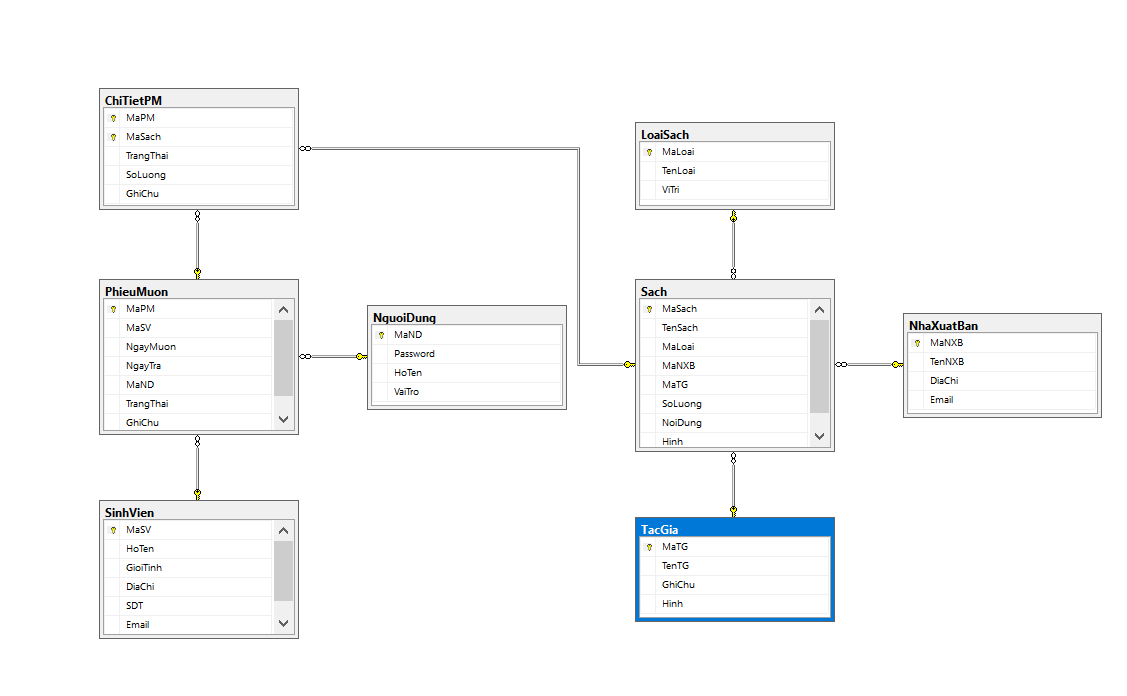 ChiTietPM
MaPM
MaSach
TrangThai
SoLuong
GhiChu
PhieuMuon
MaPM
MaSV
NgayMuon
NgayTra
MaND
TrangThai
GhiChu
SinhVien
MaSV
HoTen
GioiTinh
DiaChi
SDT
Email
NguoiDung
MaND
Password
HoTen
VaiTro
LoaiSach
MaLoai
TenLoai
ViTri
Sach
MaSach
TenSach
MaLoai
MaNXB
MaTG
SoLuong
NoiDung
Hinh
NhaXuatBan
MaNXB
TenNXB
DiaChi
Email
TacGia
MaTG
TenTG
GhiChu
Hinh